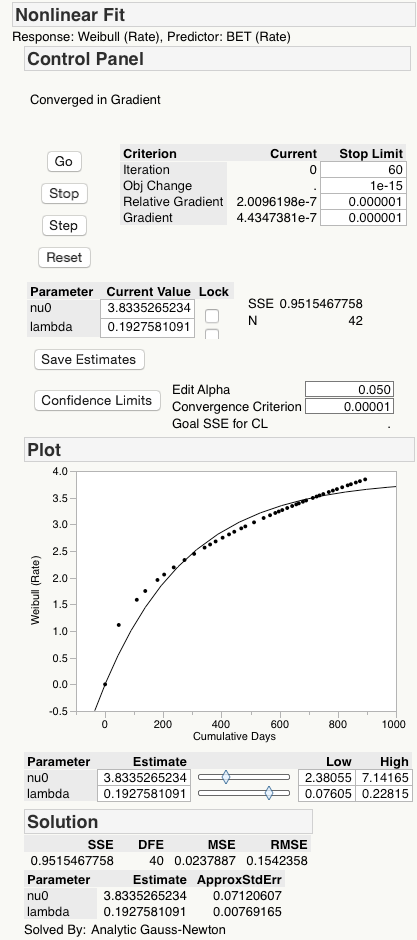 Nonlinear Fit
Response: Weibull (Rate), Predictor: BET (Rate)
Control Panel
Converged in Gradient
Go
Stop
Step
Reset
Criterion Current Stop Limit
Iteration 0 60
Obj Change . 1e-15
Relative Gradient 2.0096198e-7 0.000001
Gradient 4.4347381e-7 0.000001
Parameter Current Value Lock
nu0 3.8335265234
lambda 0.1927581091
SSE 0.9515467758
N 42
Save Estimates
Confidence Limits
Edit Alpha 0.050
Convergence Criterion 0.00001
Goal SSE for CL .
Plot
4.0
3.5
3.0
2.5
2.0
1.5
1.0
0.5
0.0
-0.5
Weibull (Rate)
0 200 400 600 800 1000
Cumulative Days
Parameter Estimate Low High
nu0 3.8335265234 2.38055 7.14165
lambda 0.1927581091 0.07605 0.22815
Solution
SSE DFE MSE RMSE
0.9515467758 40 0.0237887 0.1542358
Parameter Estimate ApproxStdErr
nu0 3.8335265234 0.07120607
lambda 0.1927581091 0.00769165
Solved By: Analytic Gauss-Newton